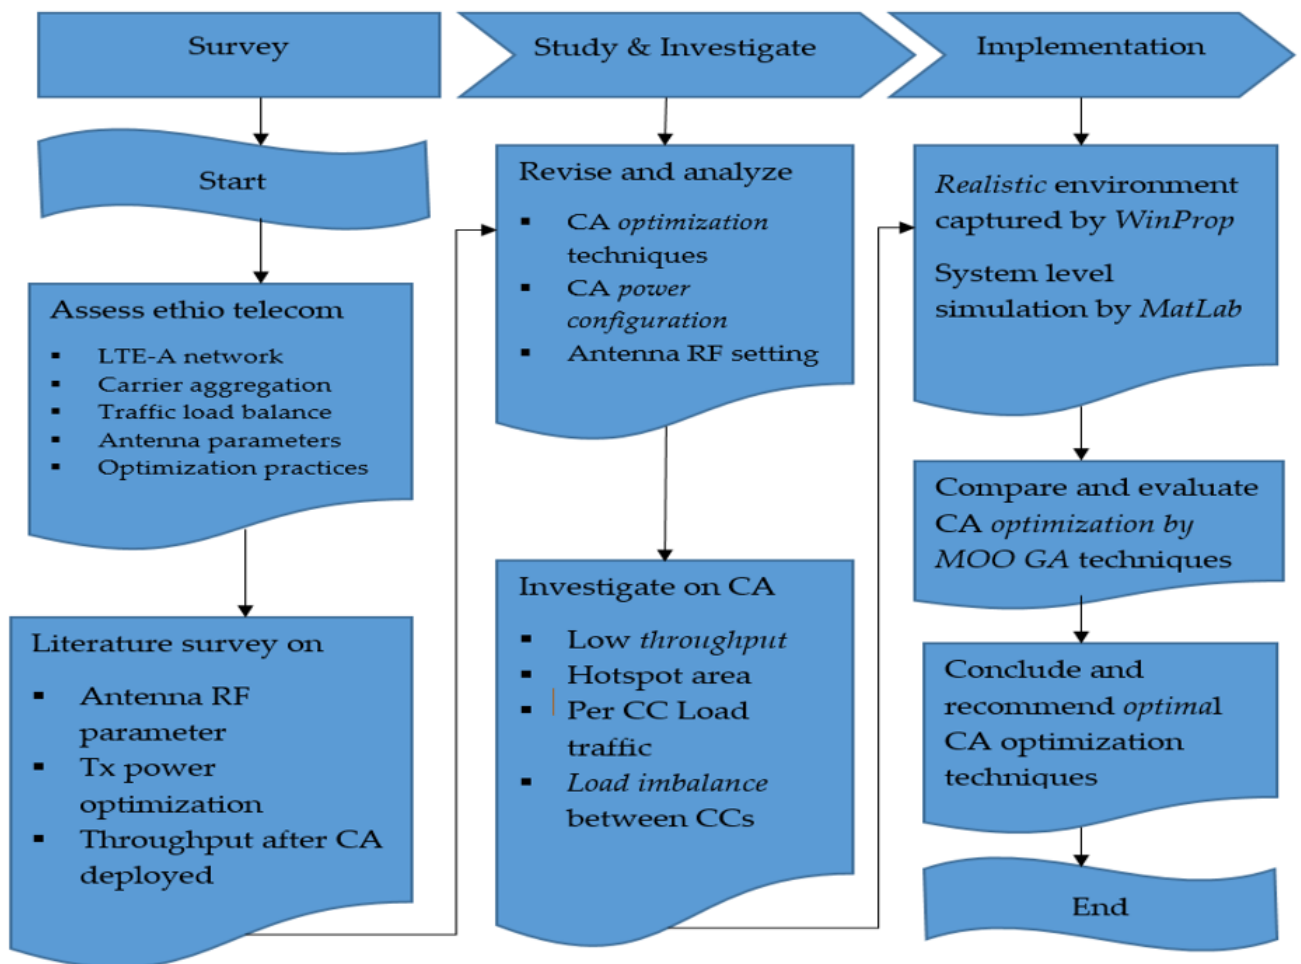 Survey
Start
Assess ethio telecom
▪ LTE-A network
▪ Carrier aggregation
▪ Traffic load balance
▪ Antenna parameters
▪ Optimization practices
Literature survey on
▪ Antenna RF
parameter
▪ Tx power
optimization
▪ Throughput after CA
deployed
Study & Investigate
Revise and analyze
▪ CA optimization
techniques
▪ CA power
configuration
▪ Antenna RF setting
Investigate on CA
▪ Low throughput
▪ Hotspot area
▪ Per CC Load
traffic
▪ Load imbalance
between CCs
Implementation
Realistic environment
captured by WinProp
System level
simulation by MatLab
Compare and evaluate
CA optimization by
MOO GA techniques
Conclude and
recommend optimal
CA optimization
techniques
End